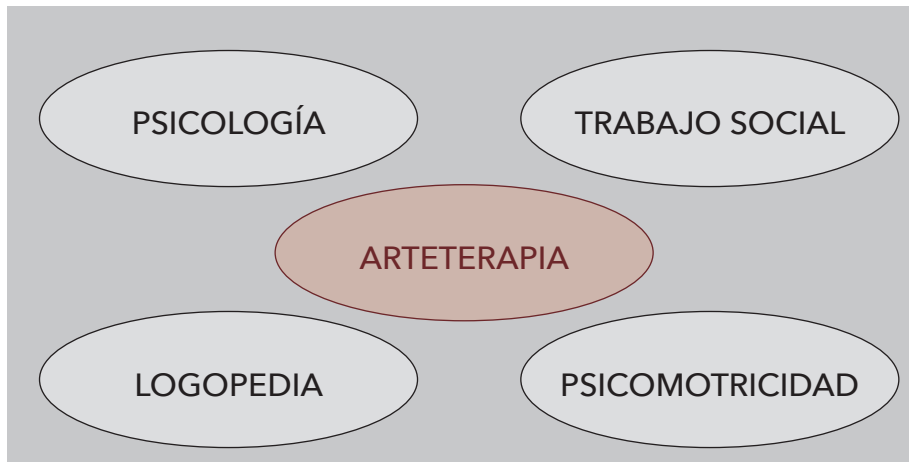 PSICOLOGÍA
TRABAJO SOCIAL
ARTETERAPIA
LOGOPEDIA
PSICOMOTRICIDAD